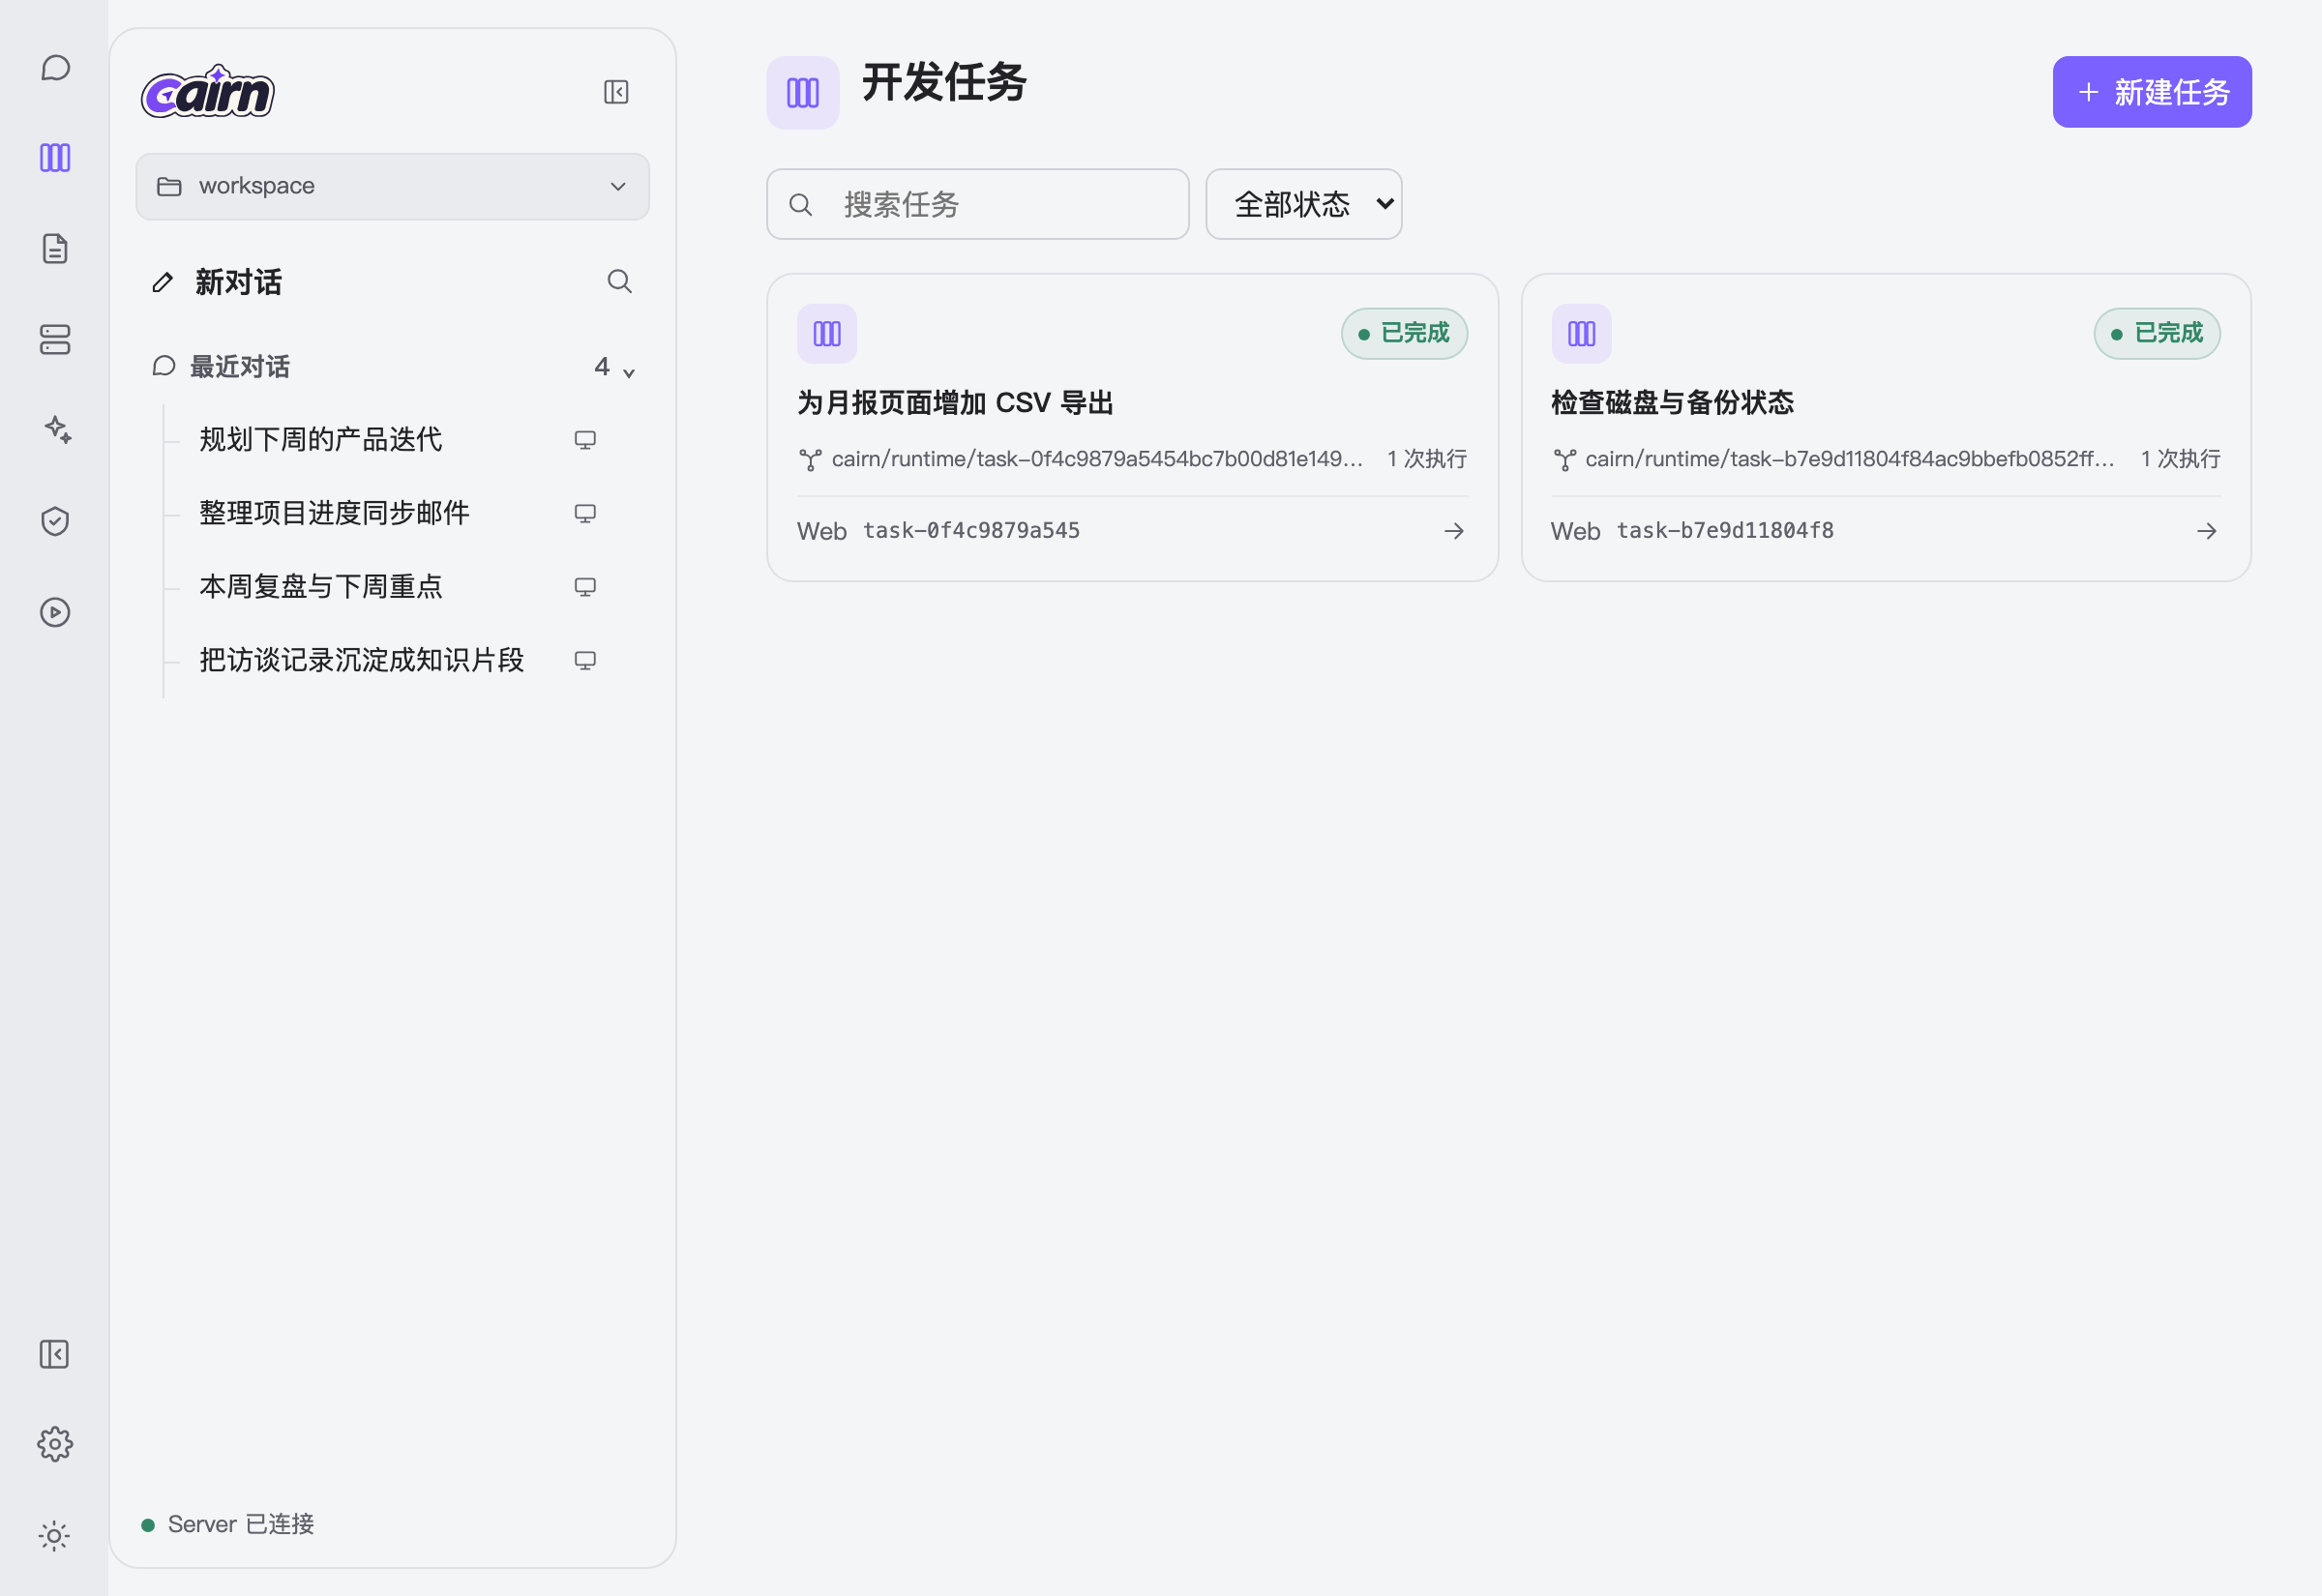 cairn
workspace
新对话
最近对话 4
规划下周的产品迭代
整理项目进度同步邮件
本周复盘与下周重点
把访谈记录沉淀成知识片段
Server 已连接
开发任务
+ 新建任务
搜索任务
全部状态
已完成
为月报页面增加 CSV 导出
cairn/runtime/task-0f4c9879a5454bc7b00d81e149... 1 次执行
Web task-0f4c9879a545
已完成
检查磁盘与备份状态
cairn/runtime/task-b7e9d11804f84ac9bbefb0852ff... 1 次执行
Web task-b7e9d11804f8